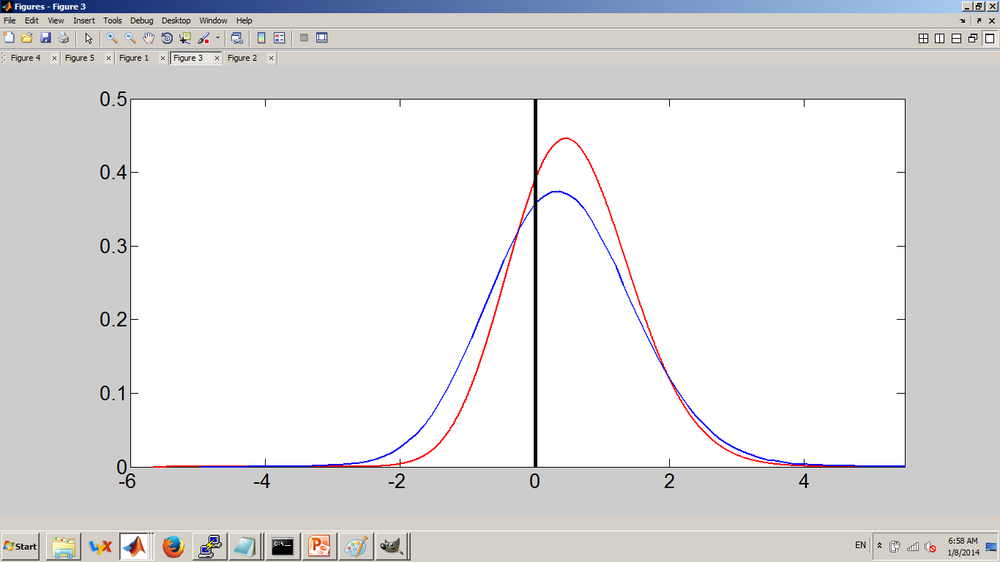 Figures - Figure 3
File Edit View Insert Tools Debug Desktop Window Help
Figure 4 Figure 5 Figure 1 Figure 3 Figure 2
0.5
0.4
0.3
0.2
0.1
0
-6 -4 -2 0 2 4
Start
C:\
EN
6:58 AM
1/8/2014